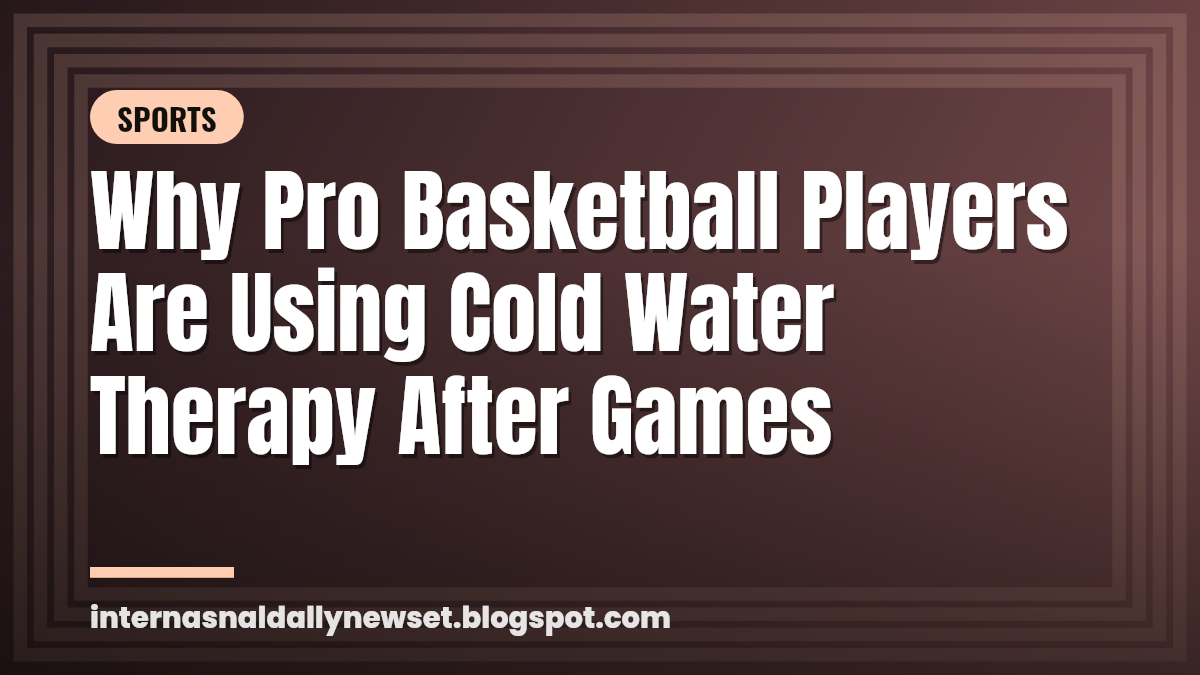 SPORTS
Why Pro Basketball Players
Are Using Cold Water
Therapy After Games
internasnaldallynewset.blogspot.com